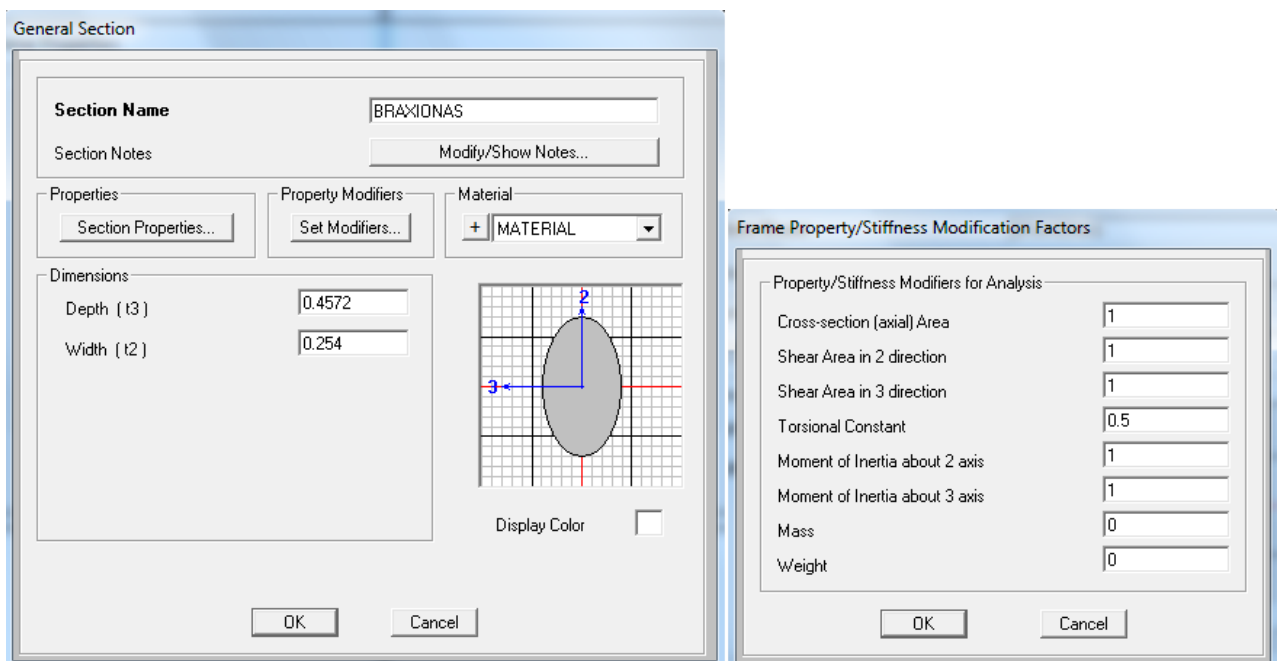 General Section
Section Name BRAXIONAS
Section Notes Modify/Show Notes...
Properties Property Modifiers Material
Section Properties... Set Modifiers... + MATERIAL
Dimensions
Depth ( t3 ) 0.4572
Width ( t2 ) 0.254
2
3
Display Color
OK Cancel
Frame Property/Stiffness Modification Factors
Property/Stiffness Modifiers for Analysis
Cross-section (axial) Area 1
Shear Area in 2 direction 1
Shear Area in 3 direction 1
Torsional Constant 0.5
Moment of Inertia about 2 axis 1
Moment of Inertia about 3 axis 1
Mass 0
Weight 0
OK Cancel